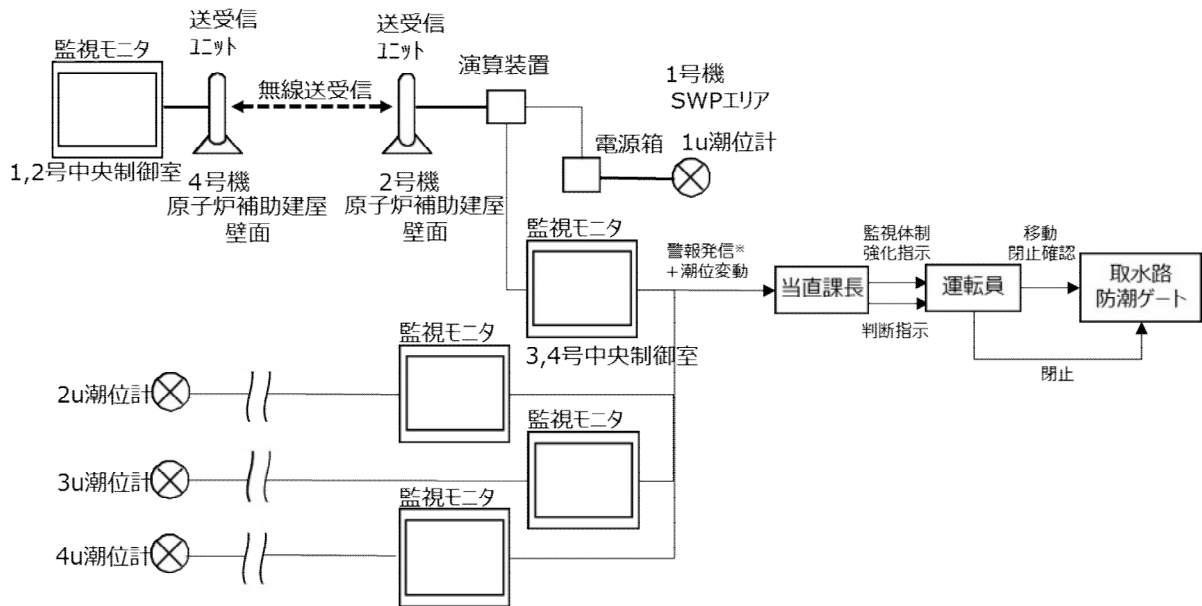 送受信
ユニット
送受信
ユニット
監視モニタ
演算装置
1号機
SWPエリア
無線送受信
電源箱
1u潮位計
1,2号中央制御室
4号機
原子炉補助建屋
壁面
2号機
原子炉補助建屋
壁面
監視モニタ
警報発信※
+潮位変動
監視体制
強化指示
移動
閉止確認
当直課長
運転員
取水路
防潮ゲート
判断指示
閉止
3,4号中央制御室
監視モニタ
2u潮位計
監視モニタ
3u潮位計
監視モニタ
4u潮位計